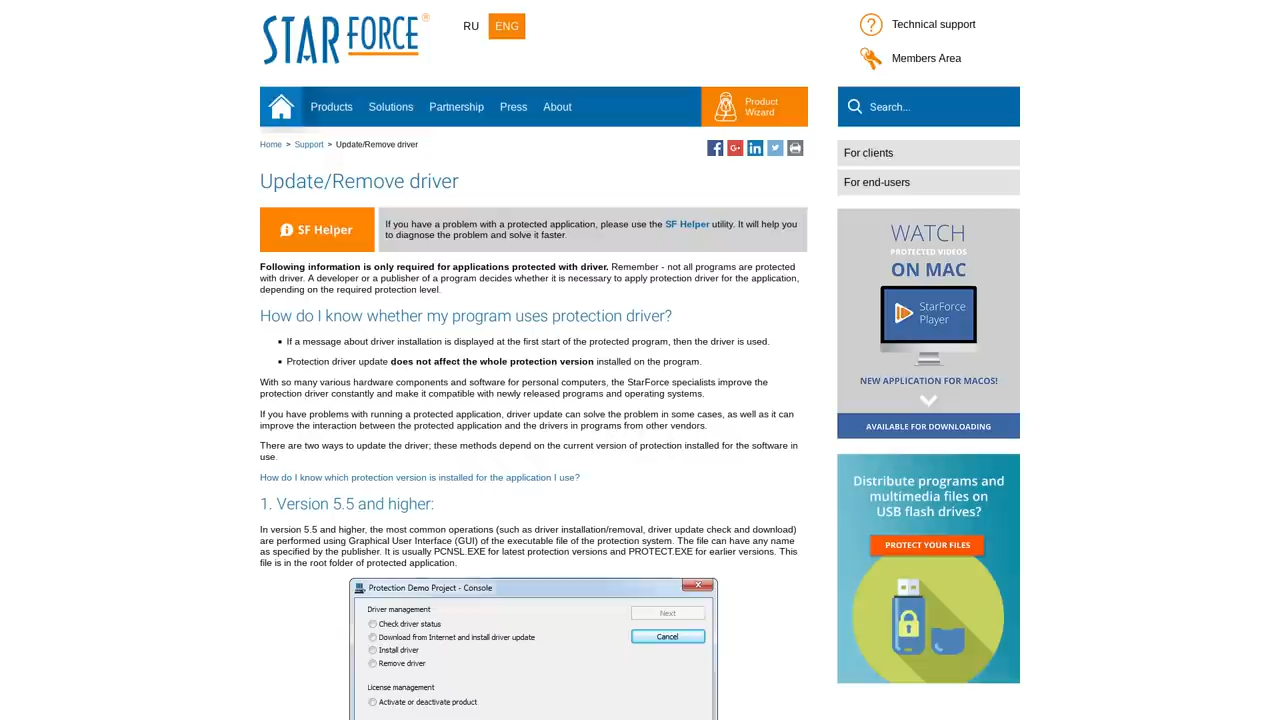 STAR FORCE ®
RU ENG
Technical support
Members Area
Products Solutions Partnership Press About
Product
Wizard
Search...
Home > Support > Update/Remove driver
For clients
For end-users
Update/Remove driver
SF Helper
If you have a problem with a protected application, please use the SF Helper utility. It will help you
to diagnose the problem and solve it faster.
Following information is only required for applications protected with driver. Remember - not all programs are protected
with driver. A developer or a publisher of a program decides whether it is necessary to apply protection driver for the application,
depending on the required protection level.
How do I know whether my program uses protection driver?
If a message about driver installation is displayed at the first start of the protected program, then the driver is used.
Protection driver update does not affect the whole protection version installed on the program.
With so many various hardware components and software for personal computers, the StarForce specialists improve the
protection driver constantly and make it compatible with newly released programs and operating systems.
If you have problems with running a protected application, driver update can solve the problem in some cases, as well as it can
improve the interaction between the protected application and the drivers in programs from other vendors.
There are two ways to update the driver; these methods depend on the current version of protection installed for the software in
use.
How do I know which protection version is installed for the application I use?
1. Version 5.5 and higher:
In version 5.5 and higher, the most common operations (such as driver installation/removal, driver update check and download)
are performed using Graphical User Interface (GUI) of the executable file of the protection system. The file can have any name
as specified by the publisher. It is usually PCNSL.EXE for latest protection versions and PROTECT.EXE for earlier versions. This
file is in the root folder of protected application.
Protection Demo Project - Console
Driver management
Check driver status
Download from Internet and install driver update
Install driver
Remove driver
License management
Activate or deactivate product
Next
Cancel
WATCH
PROTECTED VIDEOS
ON MAC
StarForce
Player
NEW APPLICATION FOR MACOS!
AVAILABLE FOR DOWNLOADING
Distribute programs and
multimedia files on
USB flash drives?
PROTECT YOUR FILES